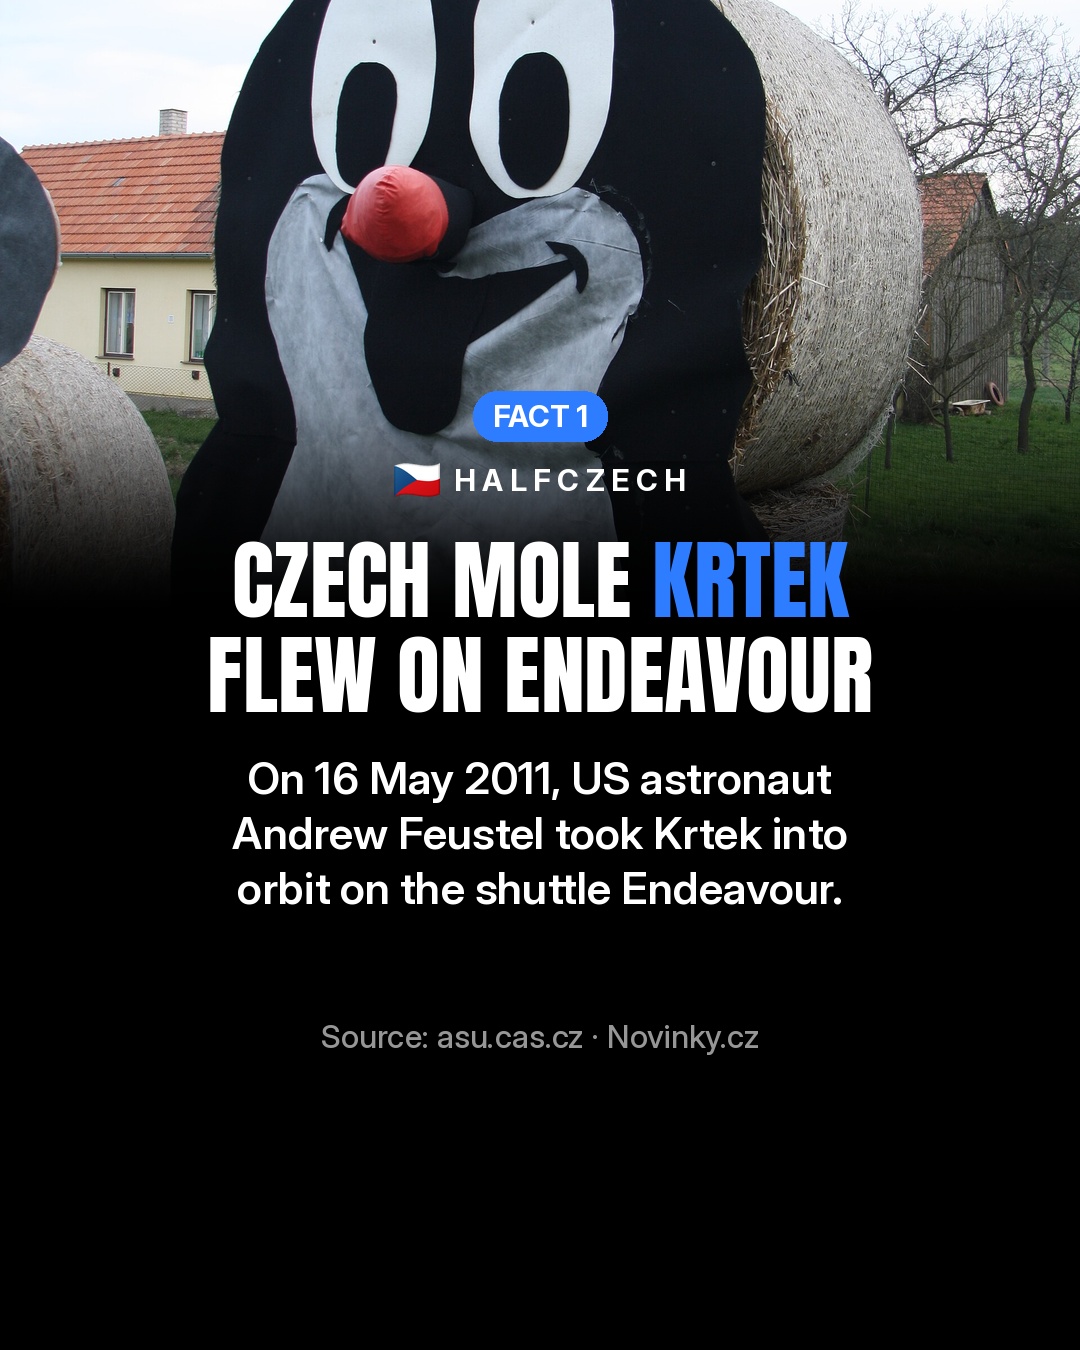 FACT 1
HALFCZECH
CZECH MOLE KRTEK
FLEW ON ENDEAVOUR
On 16 May 2011, US astronaut
Andrew Feustel took Krtek into
orbit on the shuttle Endeavour.
Source: asu.cas.cz · Novinky.cz